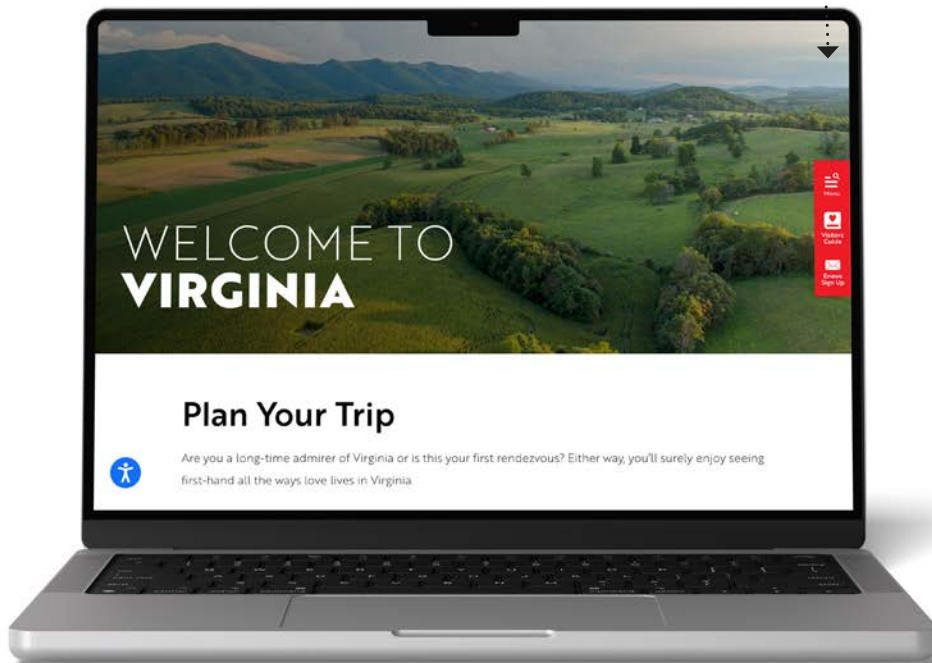 WELCOME TO
VIRGINIA
Menu
Visitors
Guide
Enews
Sign Up
Plan Your Trip
Are you a long-time admirer of Virginia or is this your first rendezvous? Either way, you'll surely enjoy seeing
first-hand all the ways love lives in Virginia.